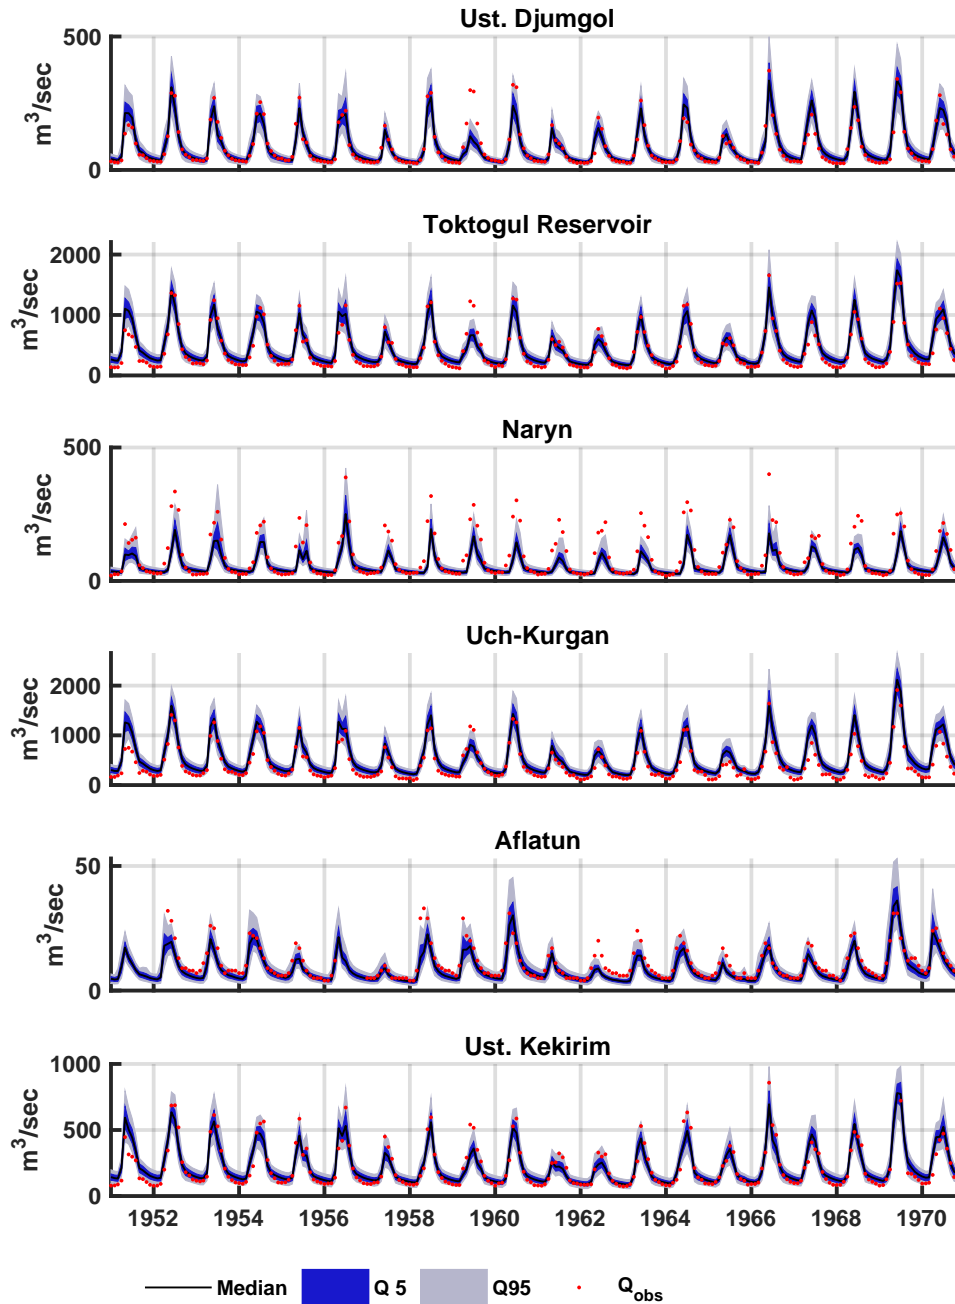 Ust. Djumgol
500
0
m³/sec
Toktogul Reservoir
2000
1000
0
m³/sec
Naryn
500
0
m³/sec
Uch-Kurgan
2000
1000
0
m³/sec
Aflatun
50
0
m³/sec
Ust. Kekirim
1000
500
0
m³/sec
1952 1954 1956 1958 1960 1962 1964 1966 1968 1970
Median Q 5 Q95 Qobs